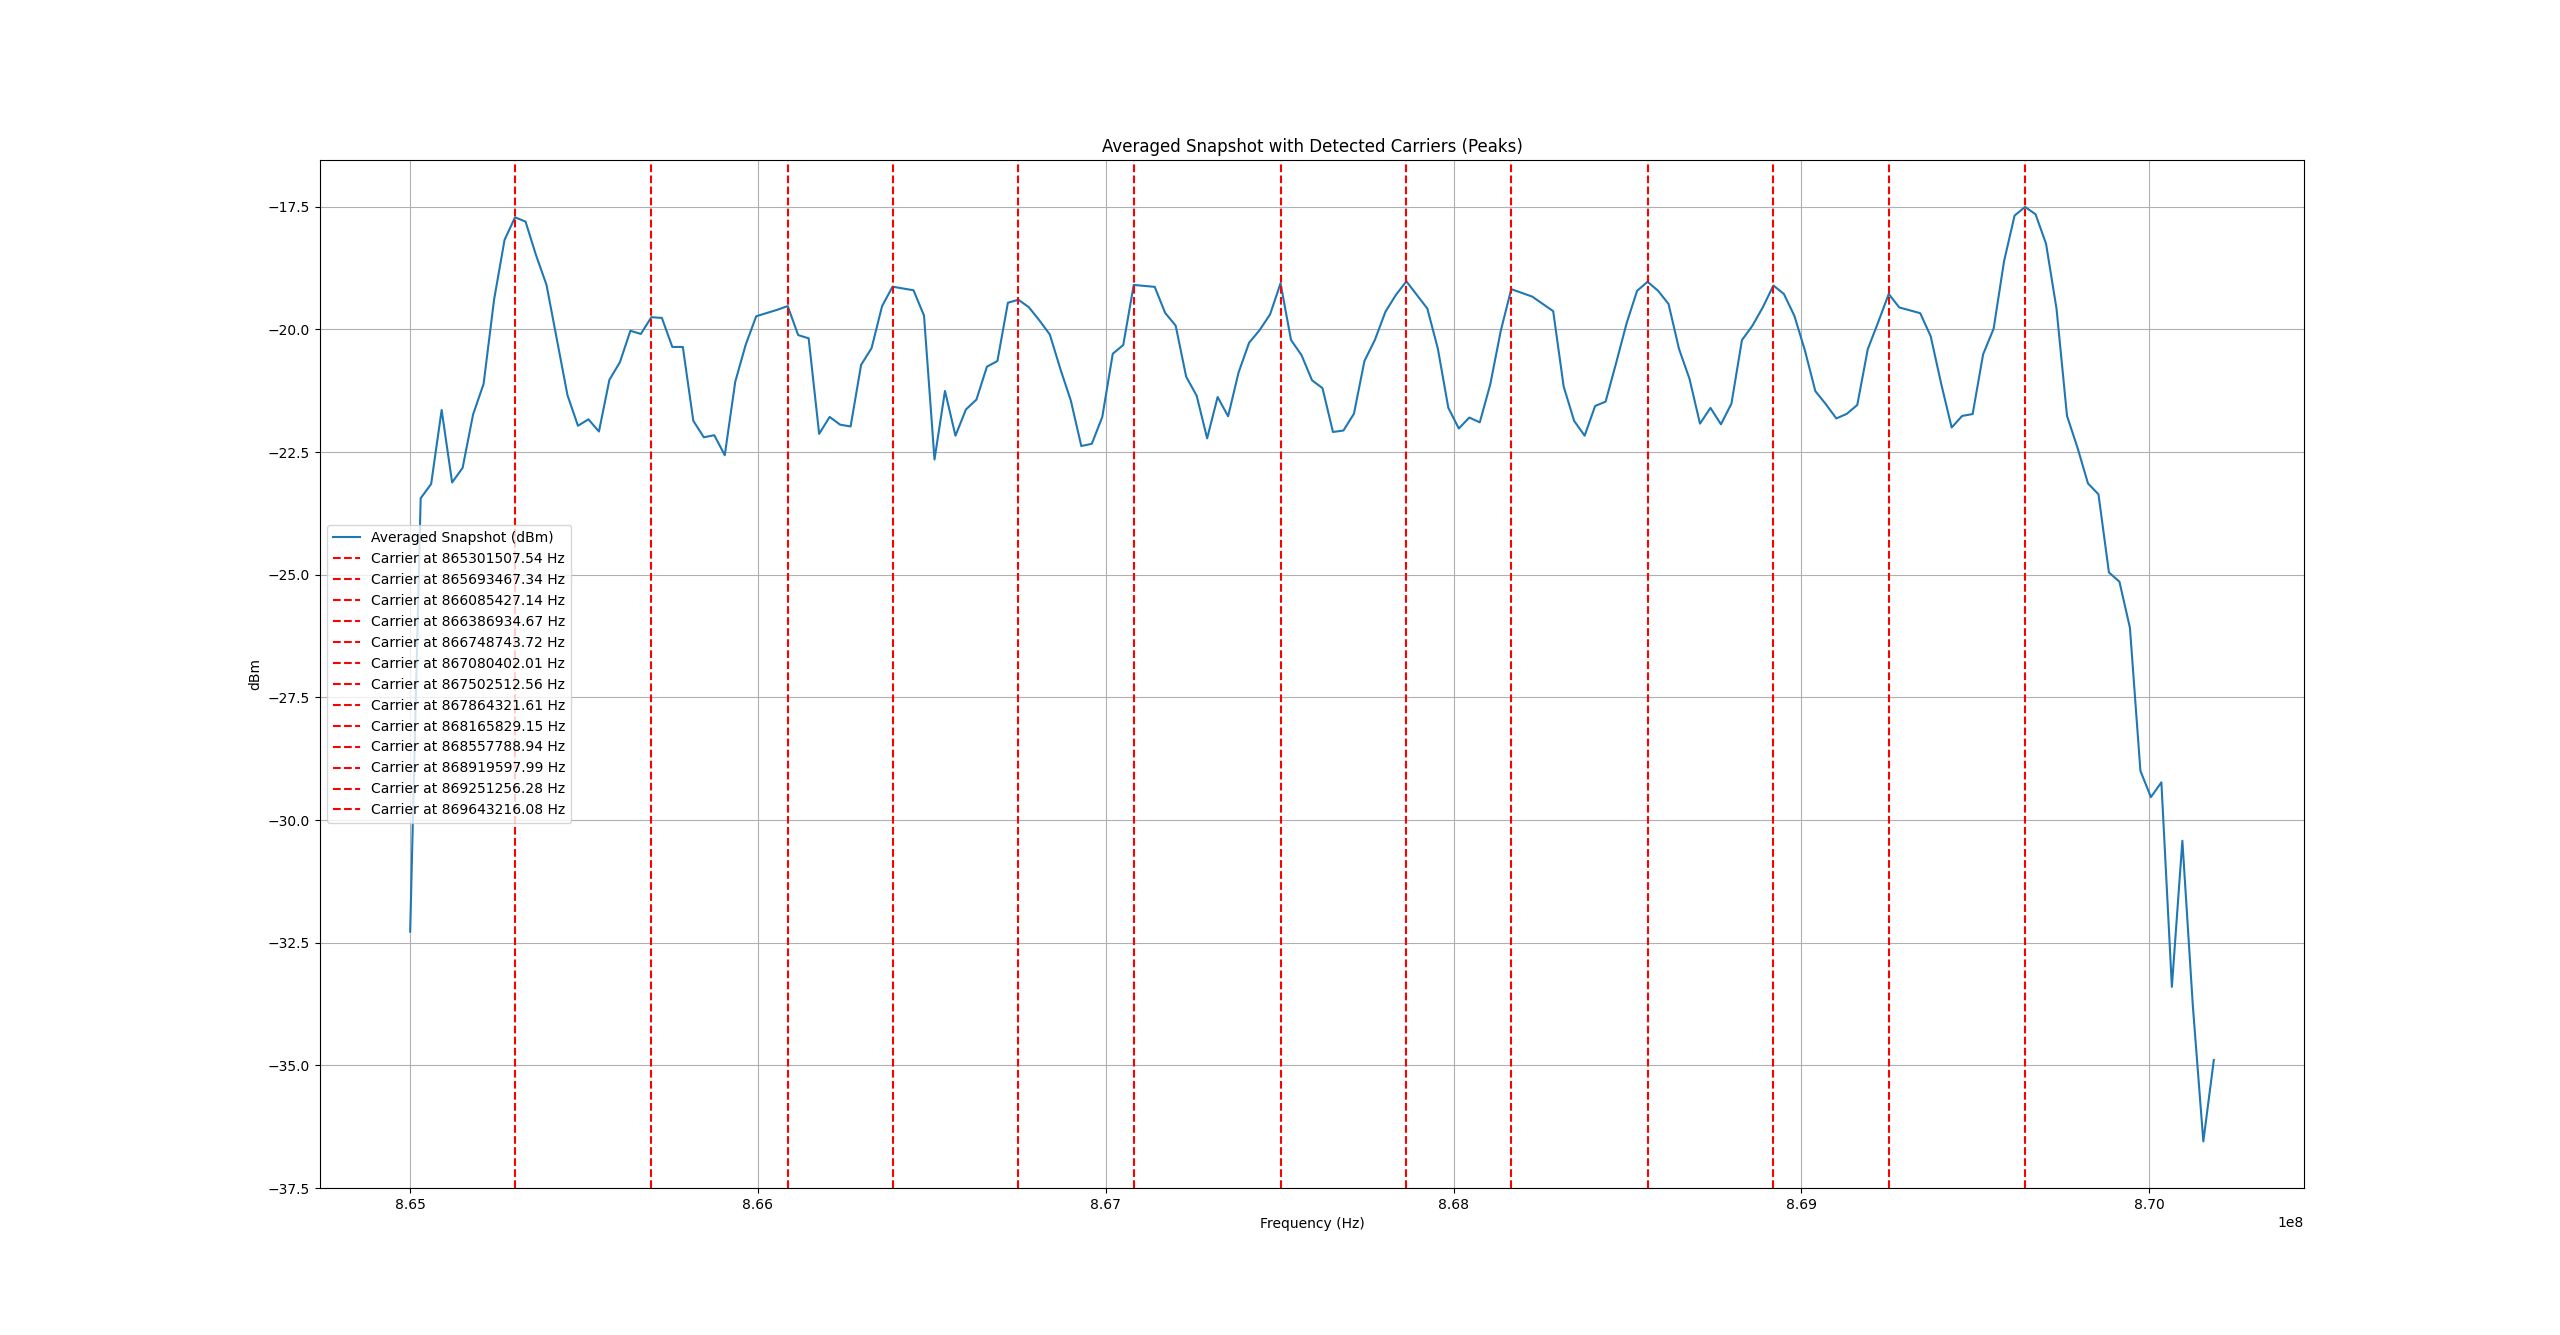 Averaged Snapshot with Detected Carriers (Peaks)
−17.5
−20.0
−22.5
−25.0
−27.5
−30.0
−32.5
−35.0
−37.5
dBm
Averaged Snapshot (dBm)
Carrier at 865301507.54 Hz
Carrier at 865693467.34 Hz
Carrier at 866085427.14 Hz
Carrier at 866386934.67 Hz
Carrier at 866748743.72 Hz
Carrier at 867080402.01 Hz
Carrier at 867502512.56 Hz
Carrier at 867864321.61 Hz
Carrier at 868165829.15 Hz
Carrier at 868557788.94 Hz
Carrier at 868919597.99 Hz
Carrier at 869251256.28 Hz
Carrier at 869643216.08 Hz
8.65 8.66 8.67 8.68 8.69 8.70
Frequency (Hz)
1e8